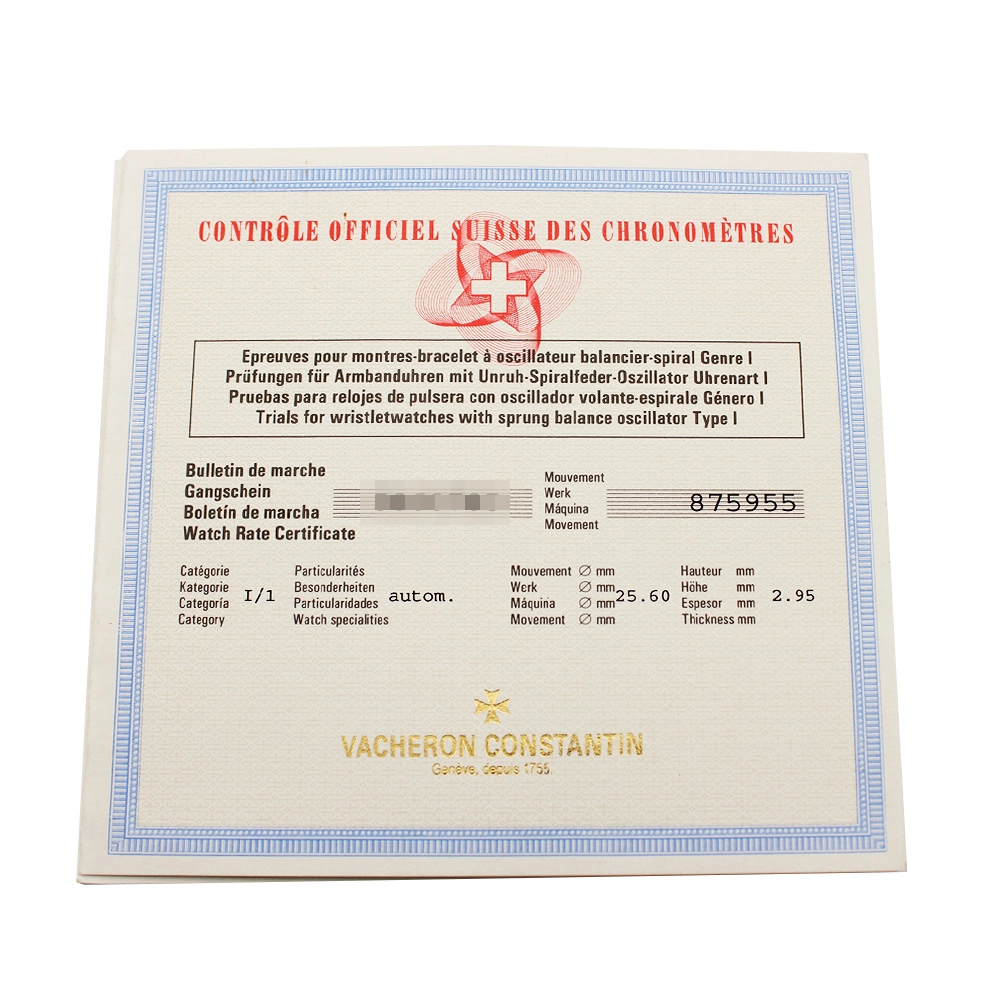 CONTRÔLE OFFICIEL SUISSE DES CHRONOMÈTRES
Epreuves pour montres-bracelet à oscillateur balancier-spiral Genre I
Prüfungen für Armbanduhren mit Unruh-Spiralfeder-Oszillator Uhrenart I
Pruebas para relojes de pulsera con oscillador volante-espirale Género I
Trials for wristletwatches with sprung balance oscillator Type I
Bulletin de marche
Gangschein
Boletín de marcha
Watch Rate Certificate
Mouvement
Werk
Máquina
Movement
875955
Catégorie
Kategorie
Categoría
Category
I/1
Particularités
Besonderheiten
Particularidades
Watch specialities
autom.
Mouvement ∅ mm
Werk ∅ mm
Máquina ∅ mm
Movement ∅ mm
25.60
Hauteur mm
Höhe mm
Espesor mm
Thickness mm
2.95
VACHERON CONSTANTIN
Genève, depuis 1755.